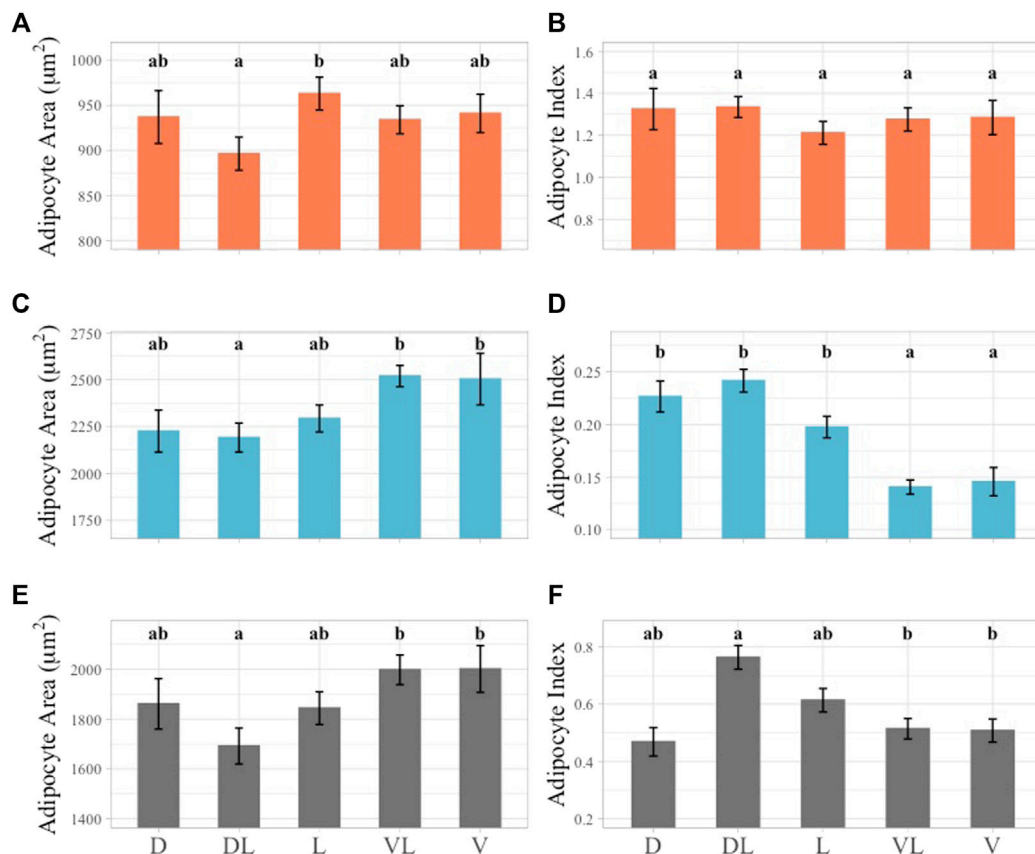 A
Adipocyte Area (µm²)
1000
950
900
850
800
ab a b ab ab
B
Adipocyte Index
1.6
1.4
1.2
1.0
0.8
a a a a a
C
Adipocyte Area (µm²)
2750
2500
2250
2000
1750
ab a ab b b
D
Adipocyte Index
0.25
0.20
0.15
0.10
b b b a a
E
Adipocyte Area (µm²)
2000
1800
1600
1400
ab a ab b b
D DL L VL V
F
Adipocyte Index
0.8
0.6
0.4
0.2
ab a ab b b
D DL L VL V